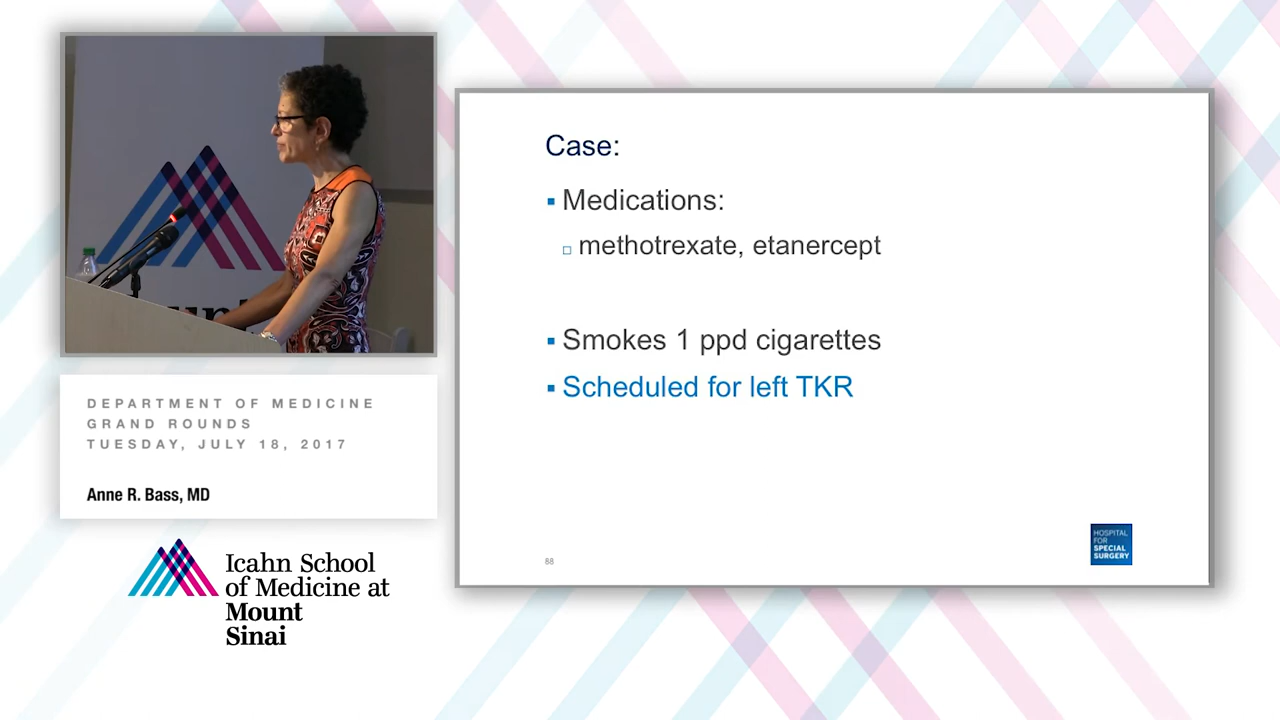 Case:
Medications:
methotrexate, etanercept
Smokes 1 ppd cigarettes
Scheduled for left TKR
88
HOSPITAL
FOR
SPECIAL
SURGERY
DEPARTMENT OF MEDICINE
GRAND ROUNDS
TUESDAY, JULY 18, 2017
Anne R. Bass, MD
Icahn School
of Medicine at
Mount
Sinai